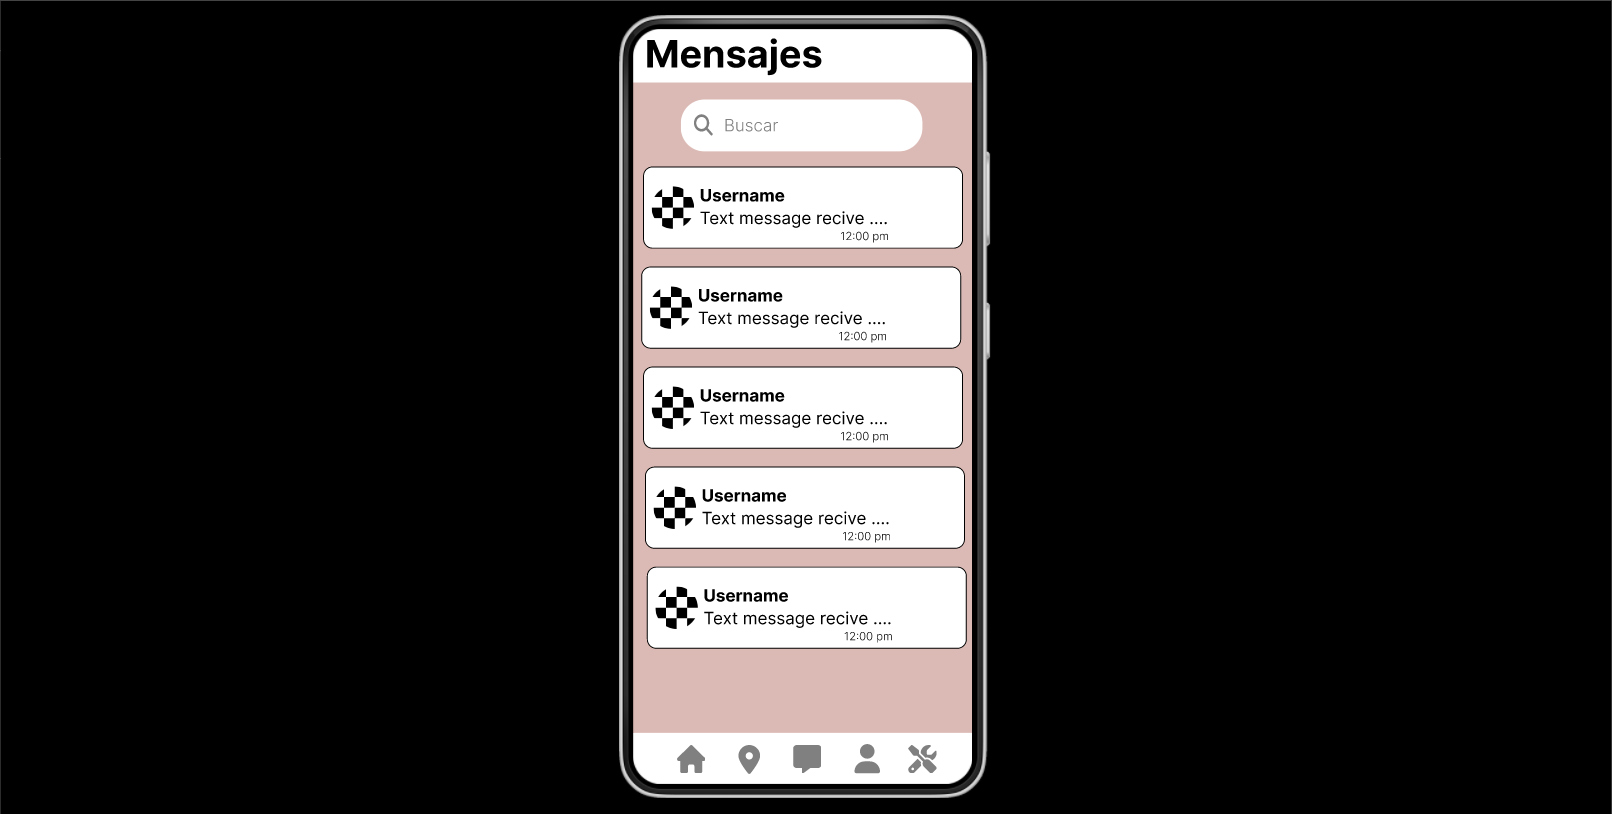 Mensajes
Buscar
Username
Text message recive ....
12:00 pm
Username
Text message recive ....
12:00 pm
Username
Text message recive ....
12:00 pm
Username
Text message recive ....
12:00 pm
Username
Text message recive ....
12:00 pm